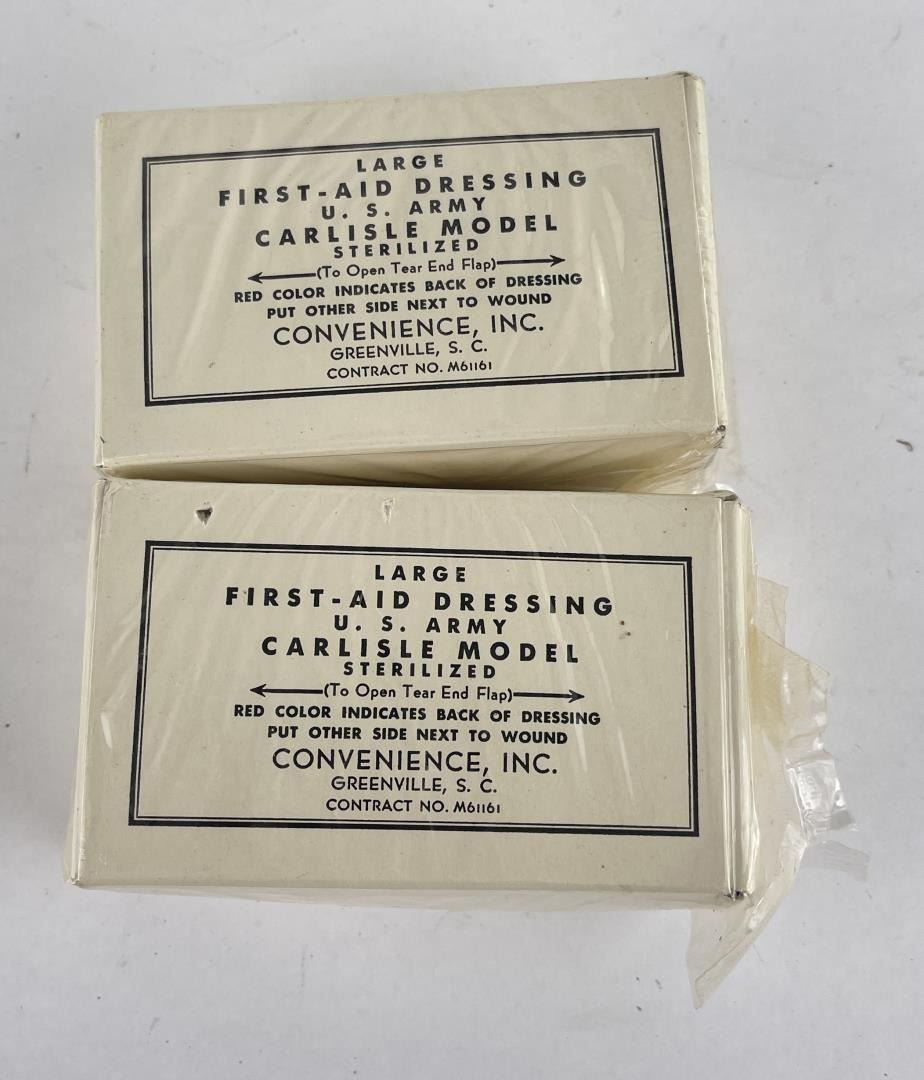 LARGE
FIRST-AID DRESSING
U. S. ARMY
CARLISLE MODEL
STERILIZED
(To Open Tear End Flap)
RED COLOR INDICATES BACK OF DRESSING
PUT OTHER SIDE NEXT TO WOUND
CONVENIENCE, INC.
GREENVILLE, S. C.
CONTRACT NO. M61161
LARGE
FIRST-AID DRESSING
U. S. ARMY
CARLISLE MODEL
STERILIZED
(To Open Tear End Flap)
RED COLOR INDICATES BACK OF DRESSING
PUT OTHER SIDE NEXT TO WOUND
CONVENIENCE, INC.
GREENVILLE, S. C.
CONTRACT NO. M61161